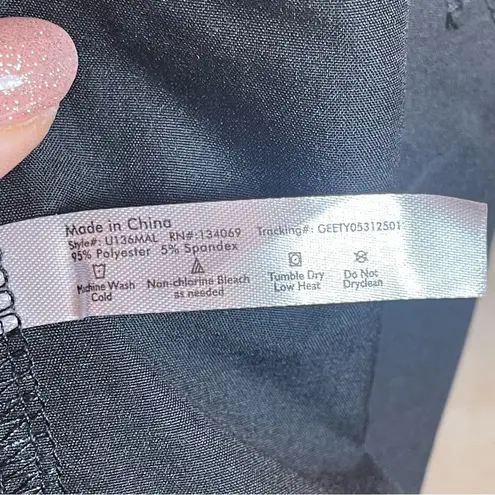 Made in China
Style#: U136MAL RN#-134069 Tracking#: GEETY05312501
95% Polyester 5% Spandex
Machine Wash Non-chlorine Bleach Tumble Dry Do Not
Cold as needed Low Heat Dryclean